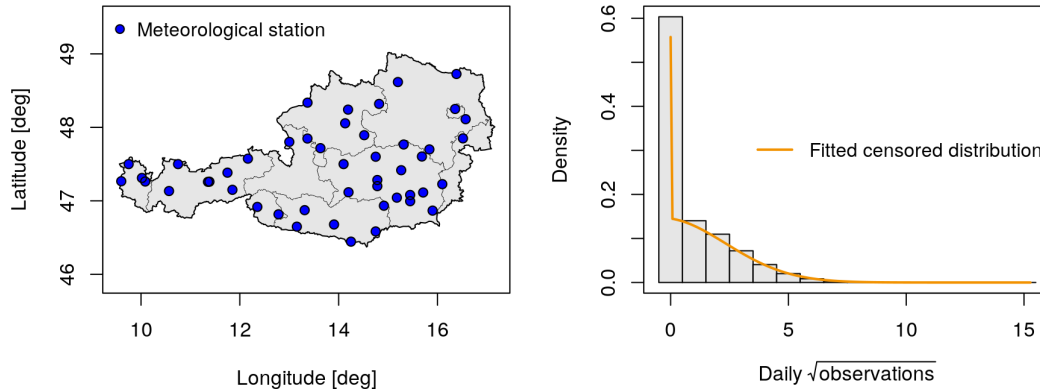 Meteorological station
Latitude [deg]
49
48
47
46
10
12
14
16
Longitude [deg]
Density
0.6
0.4
0.2
0.0
Fitted censored distribution
0
5
10
15
Daily √observations